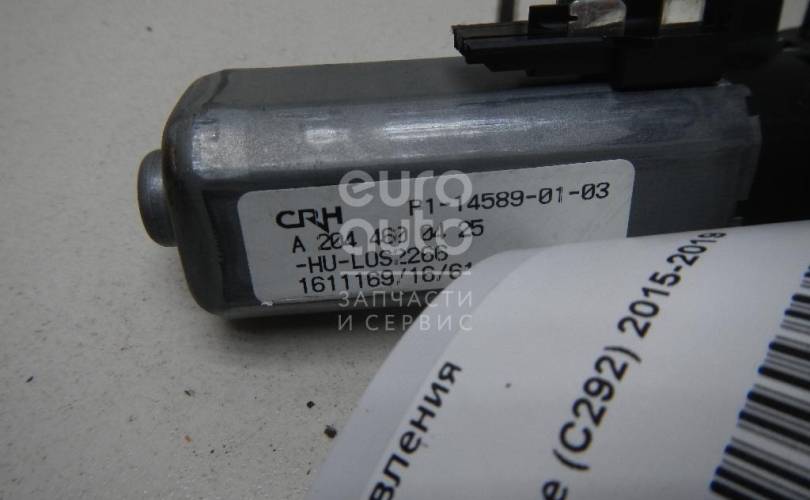 CRH P1-14589-01-03
A 204 460 04 25
-HU-LUS2266
1611169/16/61
euro
auto
ЗАПЧАСТИ
И СЕРВИС
вления
e (C292) 2015-2019